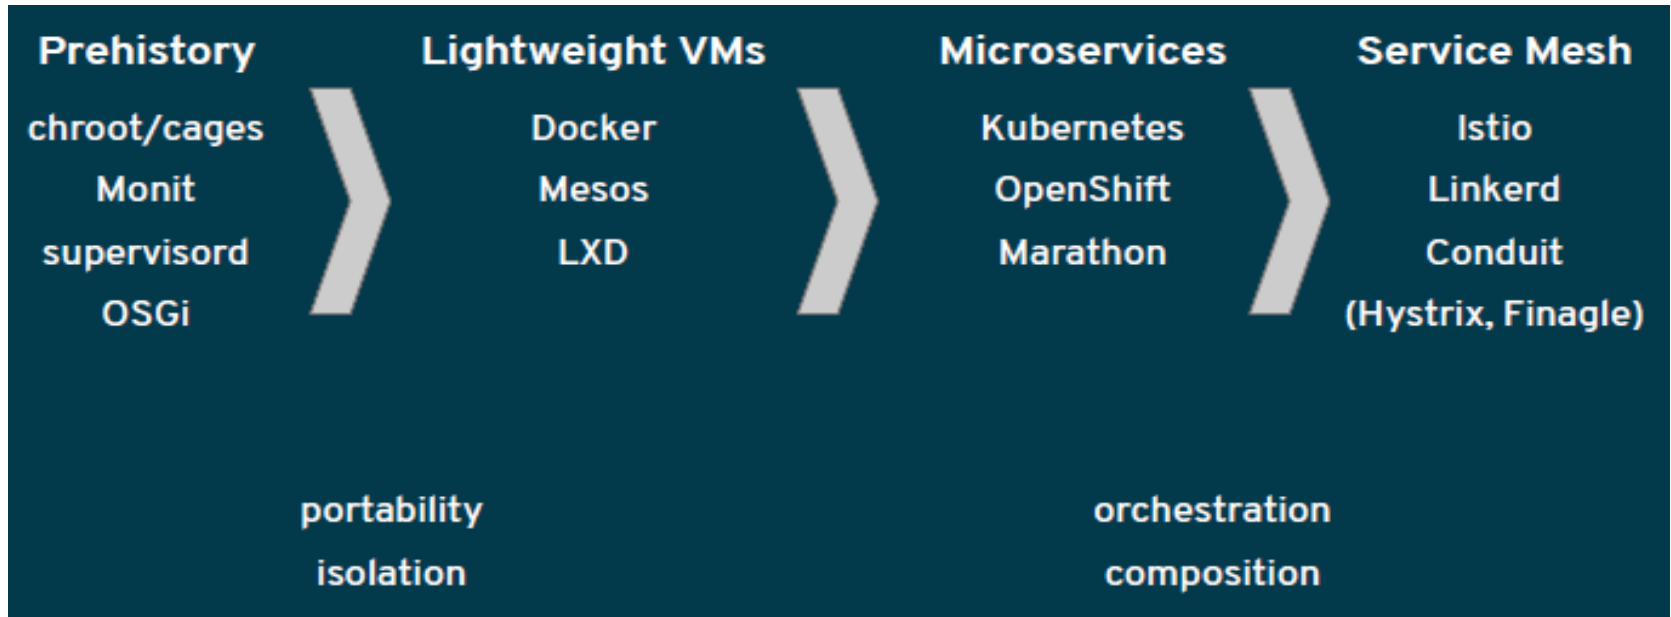 Prehistory
chroot/cages
Monit
supervisord
OSGi
Lightweight VMs
Docker
Mesos
LXD
Microservices
Kubernetes
OpenShift
Marathon
Service Mesh
Istio
Linkerd
Conduit
(Hystrix, Finagle)
portability
isolation
orchestration
composition